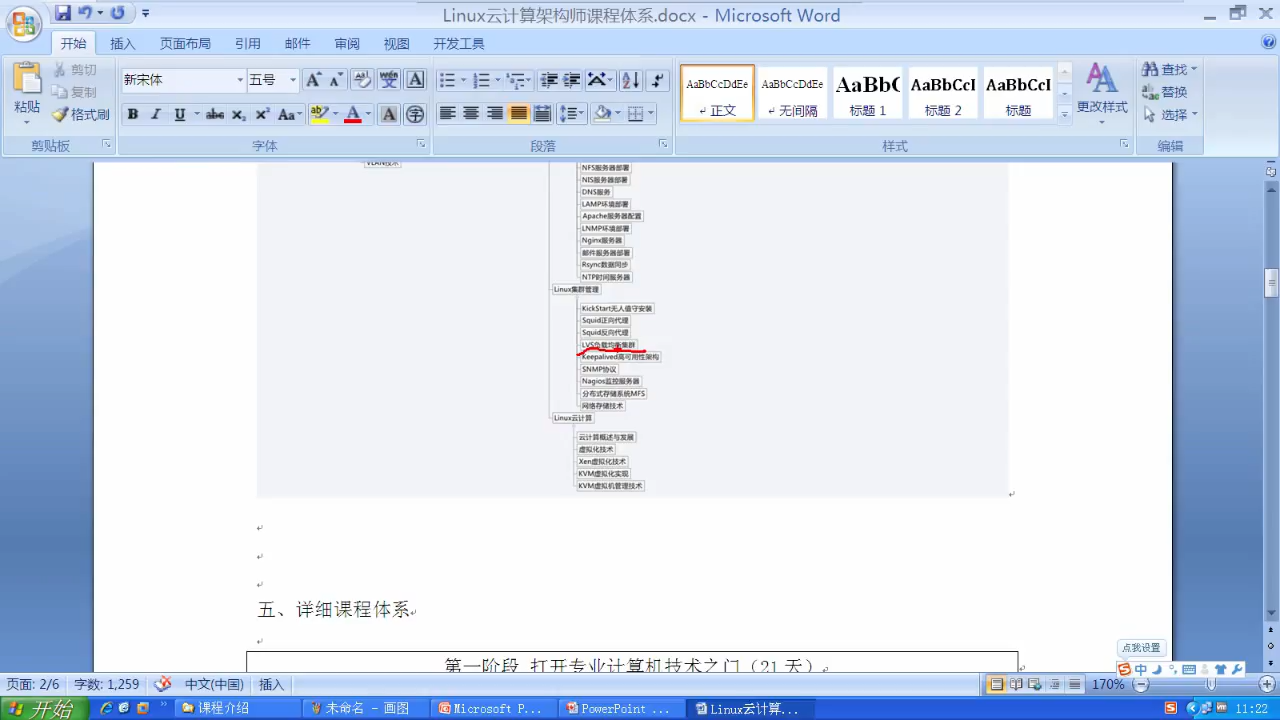 Linux云计算架构师课程体系.docx - Microsoft Word
开始 插入 页面布局 引用 邮件 审阅 视图 开发工具
粘贴
剪切
复制
格式刷
剪贴板
新宋体 五号
B I U abc x₂ x² Aa
字体
段落
AaBbCcDdEe AaBbCcDdEe AaBbC AaBbCcI AaBbCcI
正文 无间隔 标题 1 标题 2 标题
更改样式
样式
查找
替换
选择
编辑
VLAN技术
NFS服务器部署
NIS服务器部署
DNS服务
LAMP环境部署
Apache服务器配置
LNMP环境部署
Nginx服务器
邮件服务器部署
Rsync数据同步
NTP时间服务器
Linux集群管理
KickStart无人值守安装
Squid正向代理
Squid反向代理
LVS负载均衡集群
Keepalived高可用性架构
SNMP协议
Nagios监控服务器
分布式存储系统MFS
网络存储技术
Linux云计算
云计算概述与发展
虚拟化技术
Xen虚拟化技术
KVM虚拟化实现
KVM虚拟机管理技术
五、详细课程体系
第一阶段 打开专业计算机技术之门（21 天）
点我设置
中
页面: 2/6 字数: 1,259 中文(中国) 插入 170%
开始 课程介绍 未命名 - 画图 Microsoft P... PowerPoint ... Linux云计算... 11:22